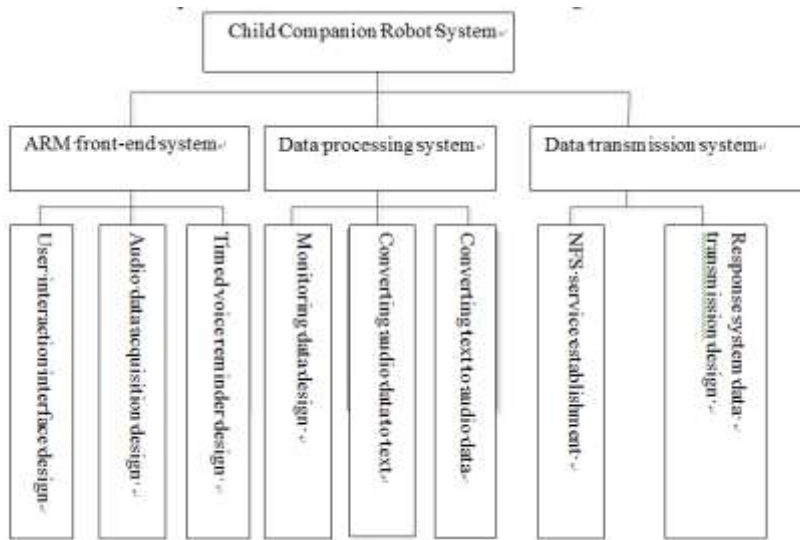 Child Companion Robot System
ARM front-end system
Data processing system
Data transmission system
User interaction interface design
Audio data acquisition design
Timed voice reminder design
Monitoring data design
Converting audio data to text
Converting text to audio data
NFS service establishment
Response system data
transmission design